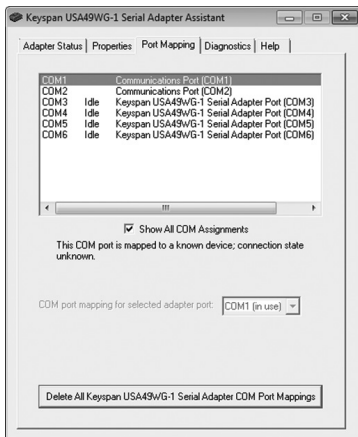 Keyspan USA49WG-1 Serial Adapter Assistant
Adapter Status Properties Port Mapping Diagnostics Help
COM1 Communications Port (COM1)
COM2 Communications Port (COM2)
COM3 Idle Keyspan USA49WG-1 Serial Adapter Port (COM3)
COM4 Idle Keyspan USA49WG-1 Serial Adapter Port (COM4)
COM5 Idle Keyspan USA49WG-1 Serial Adapter Port (COM5)
COM6 Idle Keyspan USA49WG-1 Serial Adapter Port (COM6)
Show All COM Assignments
This COM port is mapped to a known device; connection state
unknown.
COM port mapping for selected adapter port: COM1 (in use)
Delete All Keyspan USA49WG-1 Serial Adapter COM Port Mappings